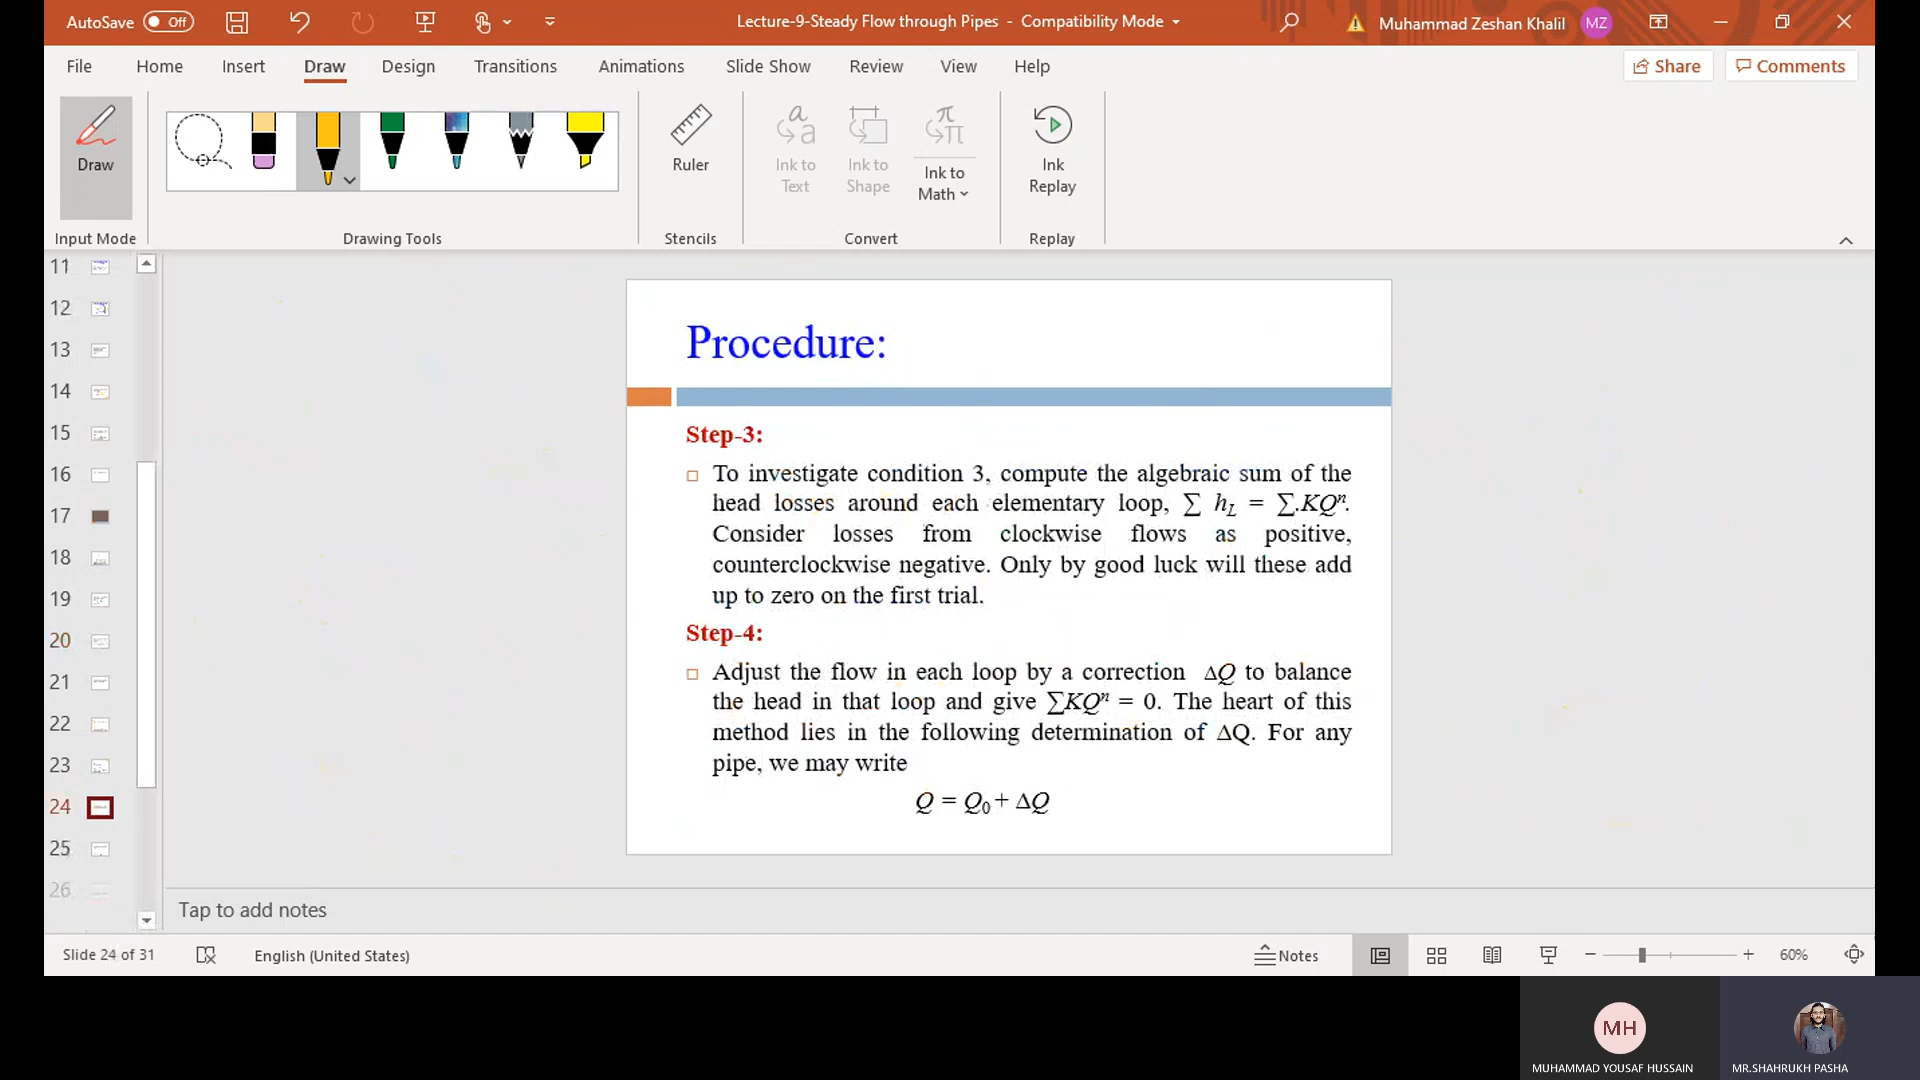 AutoSave Off Lecture-9-Steady Flow through Pipes - Compatibility Mode Muhammad Zeshan Khalil MZ
File Home Insert Draw Design Transitions Animations Slide Show Review View Help Share Comments
Draw
Ruler
Ink to Text
Ink to Shape
Ink to Math
Ink Replay
Input Mode Drawing Tools Stencils Convert Replay
11
12
13
14
15
16
17
18
19
20
21
22
23
24
25
26
Procedure:
Step-3:
To investigate condition 3, compute the algebraic sum of the
head losses around each elementary loop, ∑ h_L = ∑.KQⁿ.
Consider losses from clockwise flows as positive,
counterclockwise negative. Only by good luck will these add
up to zero on the first trial.
Step-4:
Adjust the flow in each loop by a correction ΔQ to balance
the head in that loop and give ∑KQⁿ = 0. The heart of this
method lies in the following determination of ΔQ. For any
pipe, we may write
Q = Q₀ + ΔQ
Tap to add notes
Slide 24 of 31 English (United States) Notes 60%
MH
MUHAMMAD YOUSAF HUSSAIN MR.SHAHRUKH PASHA